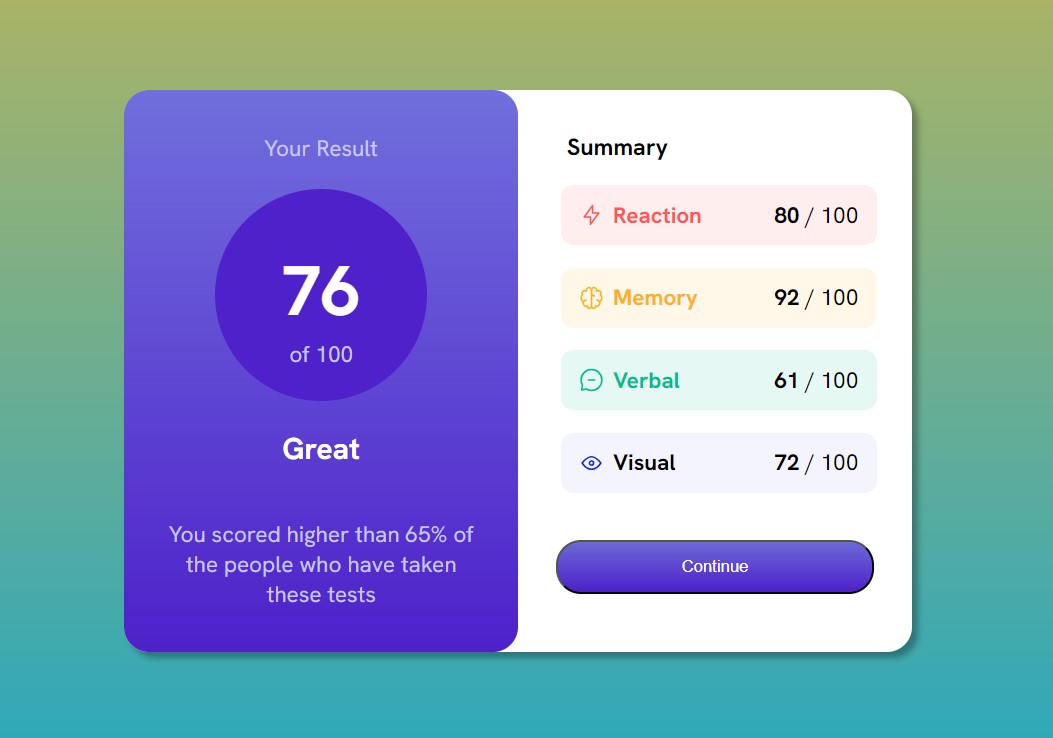 Your Result
76
of 100
Great
You scored higher than 65% of
the people who have taken
these tests
Summary
Reaction 80 / 100
Memory 92 / 100
Verbal 61 / 100
Visual 72 / 100
Continue